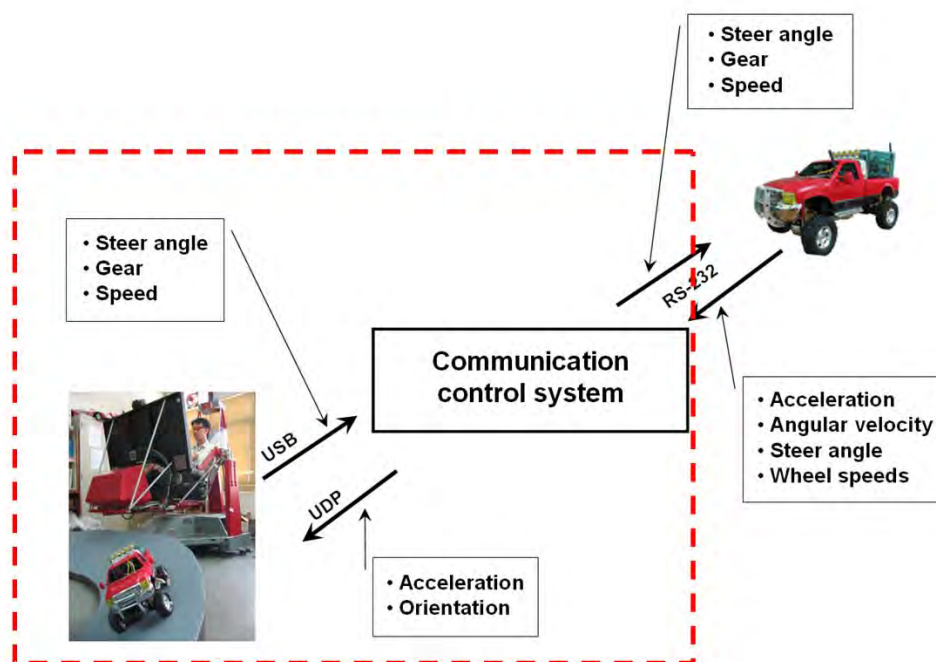 • Steer angle
• Gear
• Speed
• Steer angle
• Gear
• Speed
RS-232
Communication
control system
USB
UDP
• Acceleration
• Angular velocity
• Steer angle
• Wheel speeds
• Acceleration
• Orientation